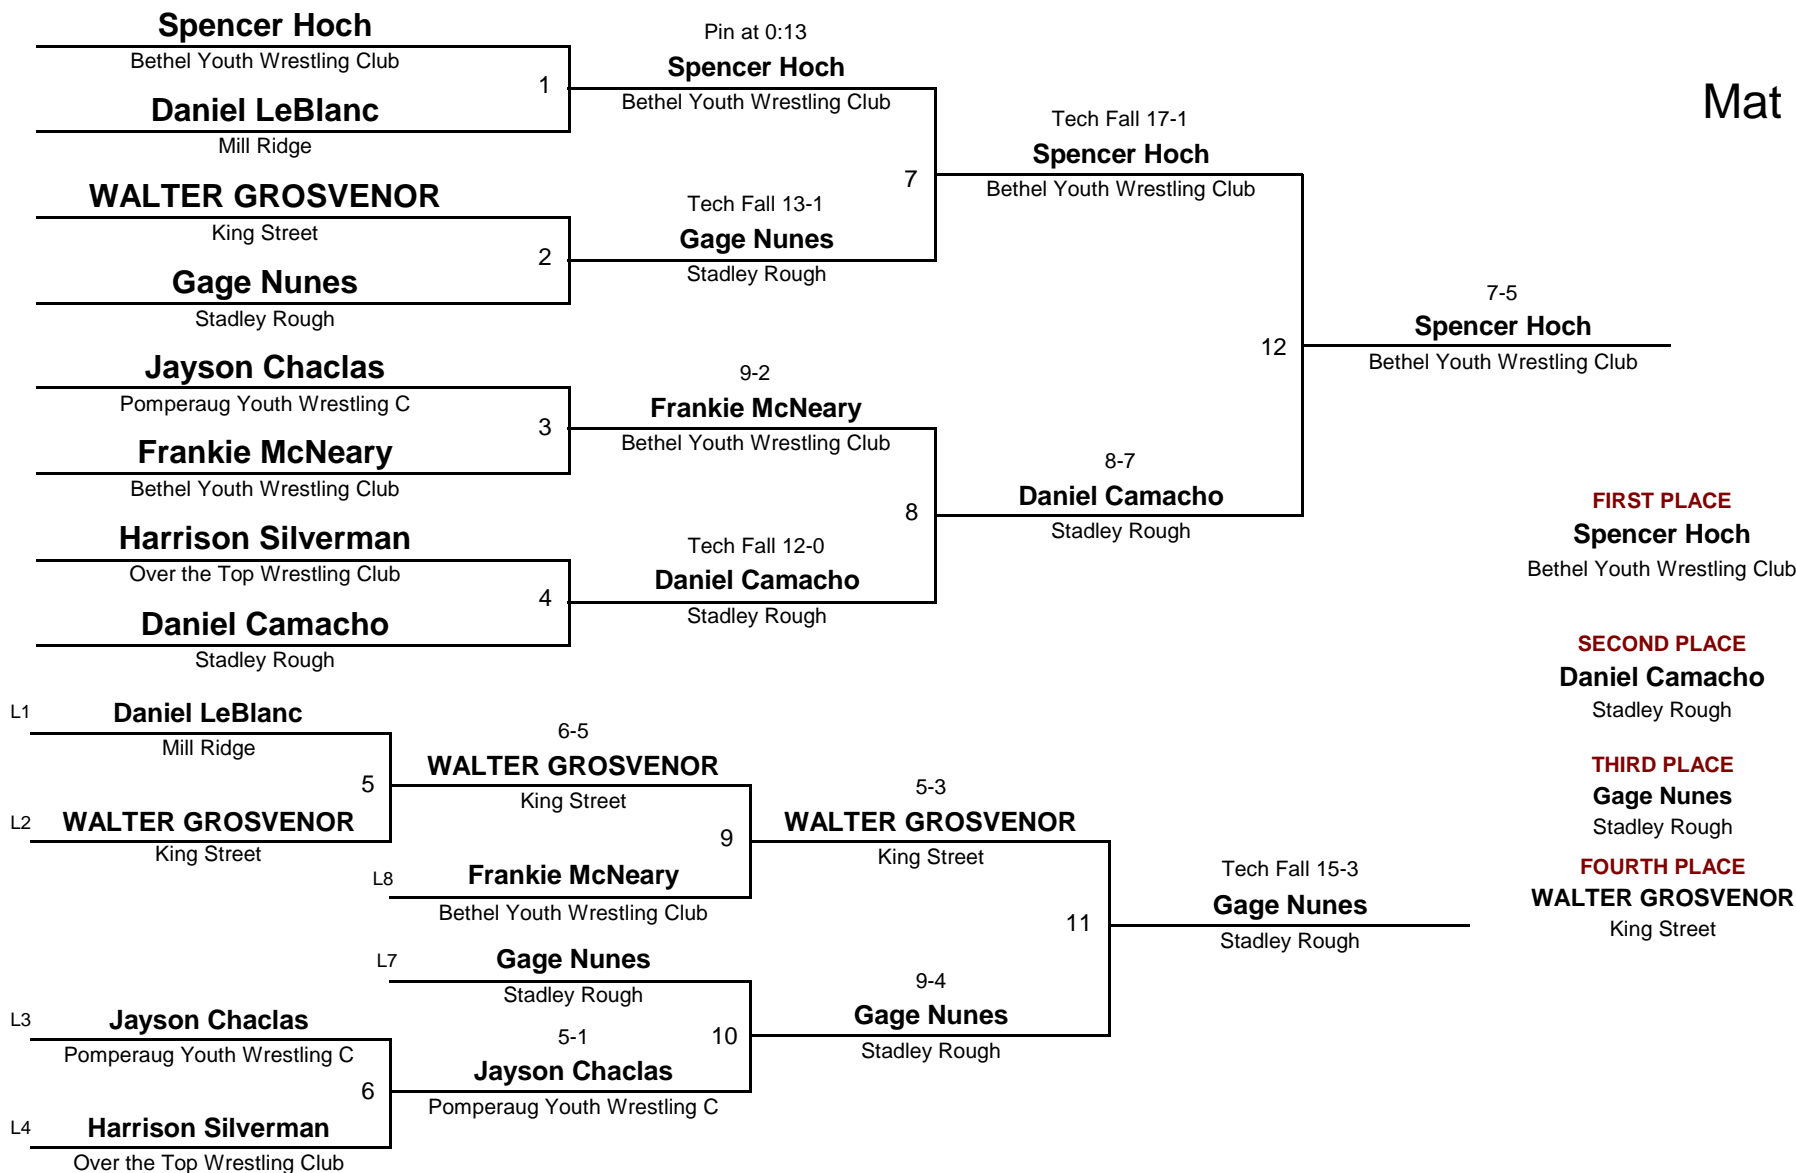 Spencer Hoch
Bethel Youth Wrestling Club
1
Daniel LeBlanc
Mill Ridge
WALTER GROSVENOR
King Street
2
Gage Nunes
Stadley Rough
Jayson Chaclas
Pomperaug Youth Wrestling C
3
Frankie McNeary
Bethel Youth Wrestling Club
Harrison Silverman
Over the Top Wrestling Club
4
Daniel Camacho
Stadley Rough
Pin at 0:13
Spencer Hoch
Bethel Youth Wrestling Club
7
Tech Fall 13-1
Gage Nunes
Stadley Rough
9-2
Frankie McNeary
Bethel Youth Wrestling Club
8
Tech Fall 12-0
Daniel Camacho
Stadley Rough
Tech Fall 17-1
Spencer Hoch
Bethel Youth Wrestling Club
12
8-7
Daniel Camacho
Stadley Rough
7-5
Spencer Hoch
Bethel Youth Wrestling Club
Mat
FIRST PLACE
Spencer Hoch
Bethel Youth Wrestling Club
SECOND PLACE
Daniel Camacho
Stadley Rough
THIRD PLACE
Gage Nunes
Stadley Rough
FOURTH PLACE
WALTER GROSVENOR
King Street
L1
Daniel LeBlanc
Mill Ridge
5
L2
WALTER GROSVENOR
King Street
6-5
WALTER GROSVENOR
King Street
9
L8
Frankie McNeary
Bethel Youth Wrestling Club
L7
Gage Nunes
Stadley Rough
10
L3
Jayson Chaclas
Pomperaug Youth Wrestling C
6
L4
Harrison Silverman
Over the Top Wrestling Club
5-1
Jayson Chaclas
Pomperaug Youth Wrestling C
5-3
WALTER GROSVENOR
King Street
11
9-4
Gage Nunes
Stadley Rough
Tech Fall 15-3
Gage Nunes
Stadley Rough